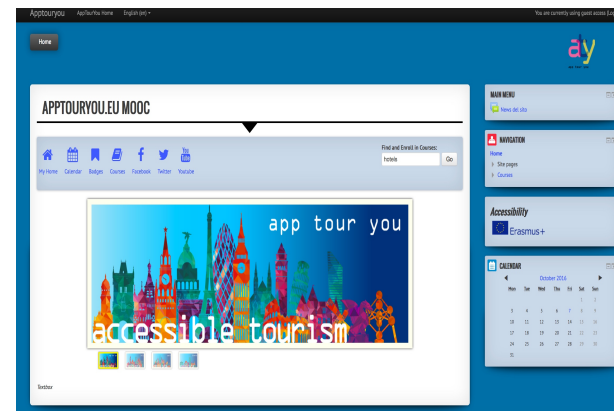 Apptouryou AppTourYou Home English (en)
You are currently using guest access (Log
Home
aty
APPTOURYOU.EU MOOC
My Home Calendar Badges Courses Facebook Twitter Youtube
Find and Enroll in Courses:
hotels Go
app tour you
accessible tourism
MAIN MENU
News del sito
NAVIGATION
Home
Site pages
Courses
Accessibility
Erasmus+
CALENDAR
October 2016
Mon Tue Wed Thu Fri Sat Sun
1 2
3 4 5 6 7 8 9
10 11 12 13 14 15 16
17 18 19 20 21 22 23
24 25 26 27 28 29 30
31